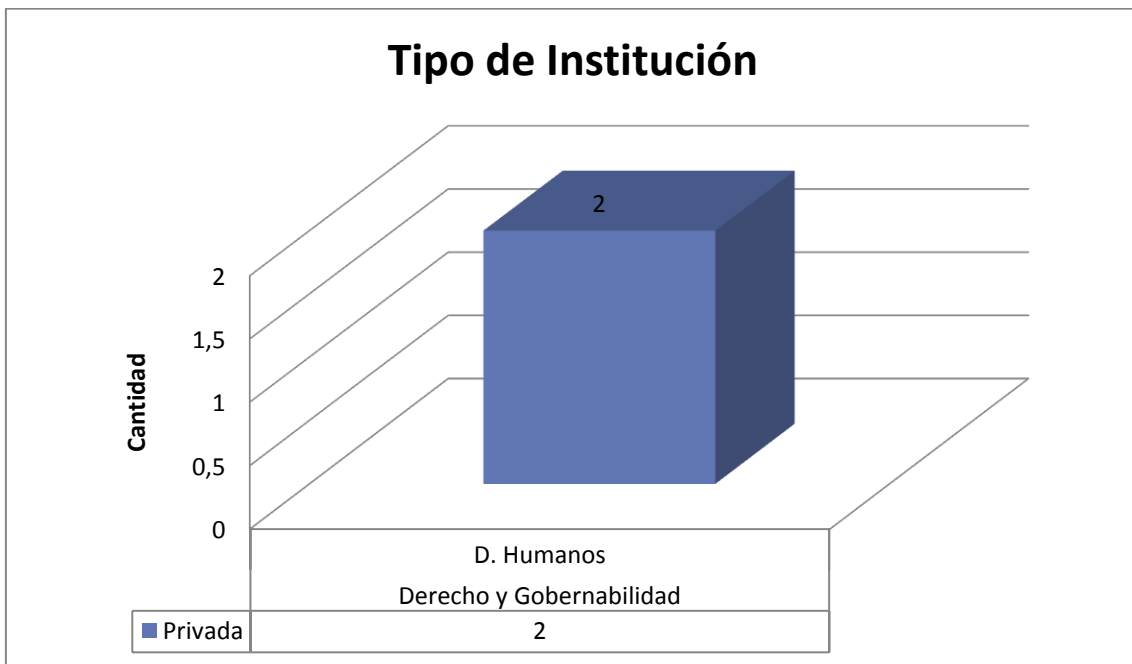 Tipo de Institución
2
Cantidad
2
1,5
1
0,5
0
D. Humanos
Derecho y Gobernabilidad
Privada 2